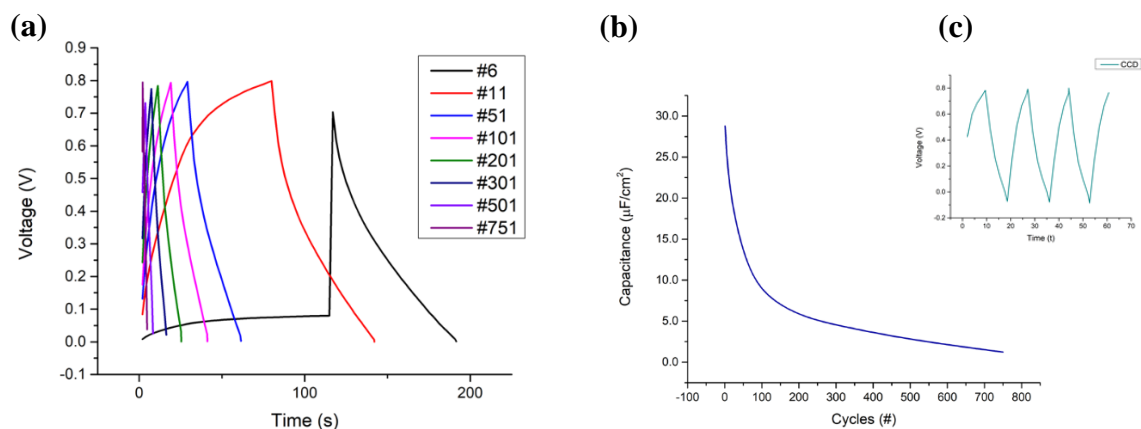 (a)
0.9
0.8
0.7
0.6
0.5
0.4
0.3
0.2
0.1
0.0
-0.1
Voltage (V)
0
100
200
Time (s)
#6
#11
#51
#101
#201
#301
#501
#751
(b)
30.0
25.0
20.0
15.0
10.0
5.0
0.0
Capacitance (µF/cm²)
-100 0 100 200 300 400 500 600 700 800
Cycles (#)
(c)
CCD
0.8
0.6
0.4
0.2
0.0
-0.2
Voltage (V)
0 10 20 30 40 50 60 70
Time (t)